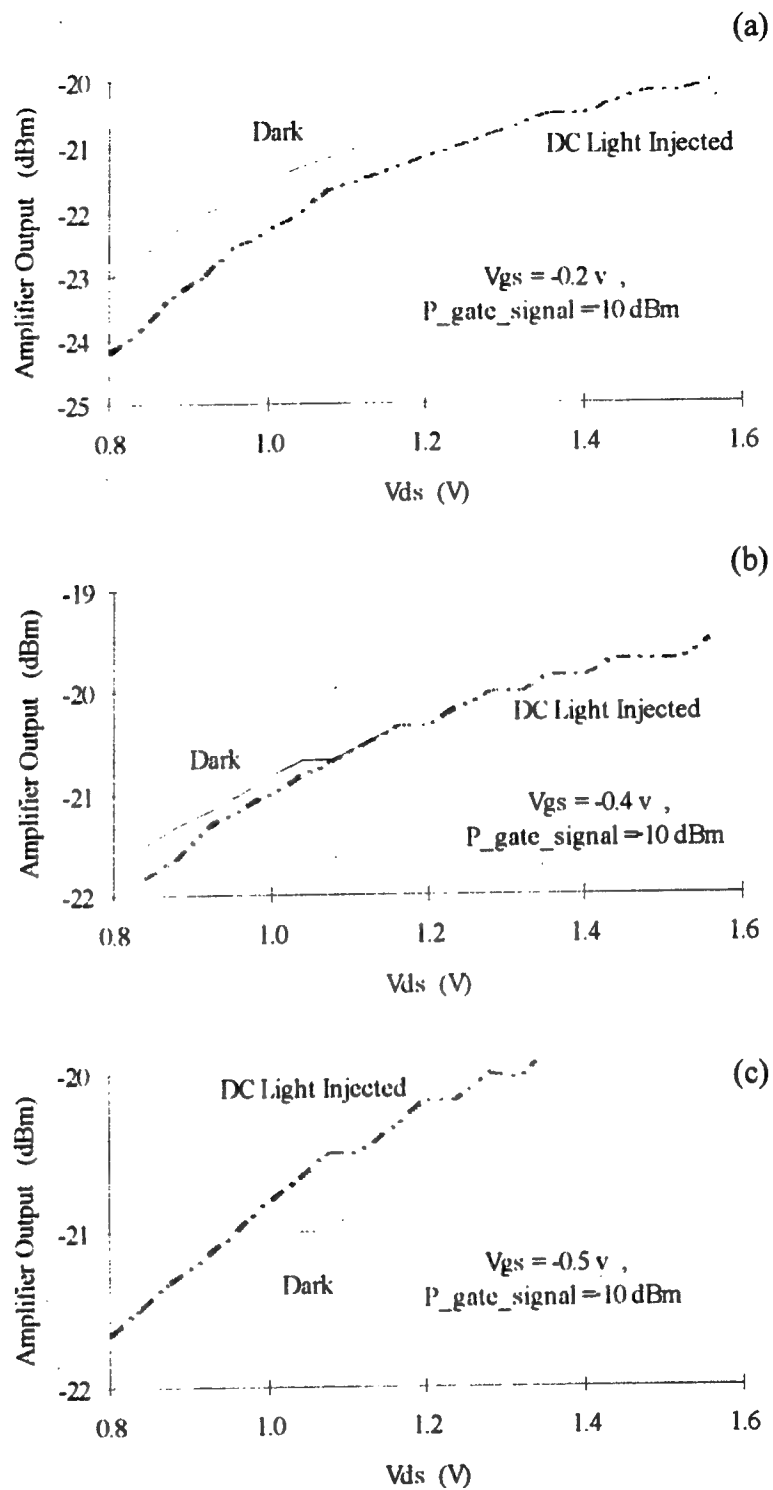 (a)
-20
-21
-22
-23
-24
-25
Amplifier Output (dBm)
Dark
DC Light Injected
Vgs = -0.2 v ,
P_gate_signal = -10 dBm
0.8 1.0 1.2 1.4 1.6
Vds (V)
(b)
-19
-20
-21
-22
Amplifier Output (dBm)
Dark
DC Light Injected
Vgs = -0.4 v ,
P_gate_signal = -10 dBm
0.8 1.0 1.2 1.4 1.6
Vds (V)
(c)
-20
-21
-22
Amplifier Output (dBm)
DC Light Injected
Dark
Vgs = -0.5 v ,
P_gate_signal = -10 dBm
0.8 1.0 1.2 1.4 1.6
Vds (V)